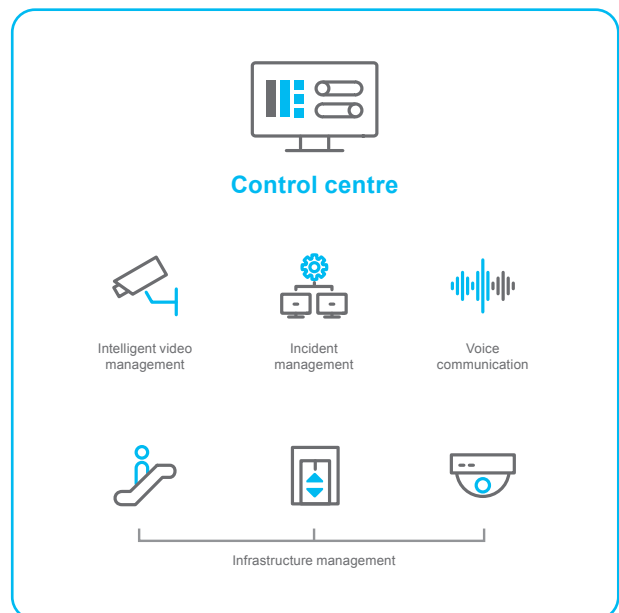 Control centre
Intelligent video
management
Incident
management
Voice
communication
Infrastructure management